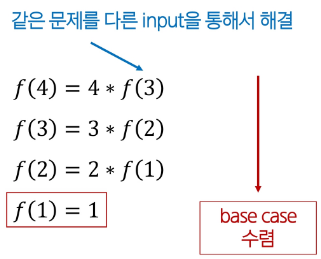 같은 문제를 다른 input을 통해서 해결
f(4) = 4 * f(3)
f(3) = 3 * f(2)
f(2) = 2 * f(1)
f(1) = 1
base case
수렴